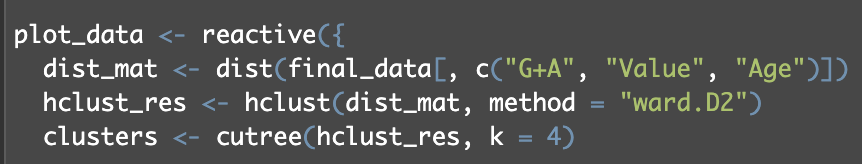 plot_data <- reactive({
  dist_mat <- dist(final_data[, c("G+A", "Value", "Age")])
  hclust_res <- hclust(dist_mat, method = "ward.D2")
  clusters <- cutree(hclust_res, k = 4)